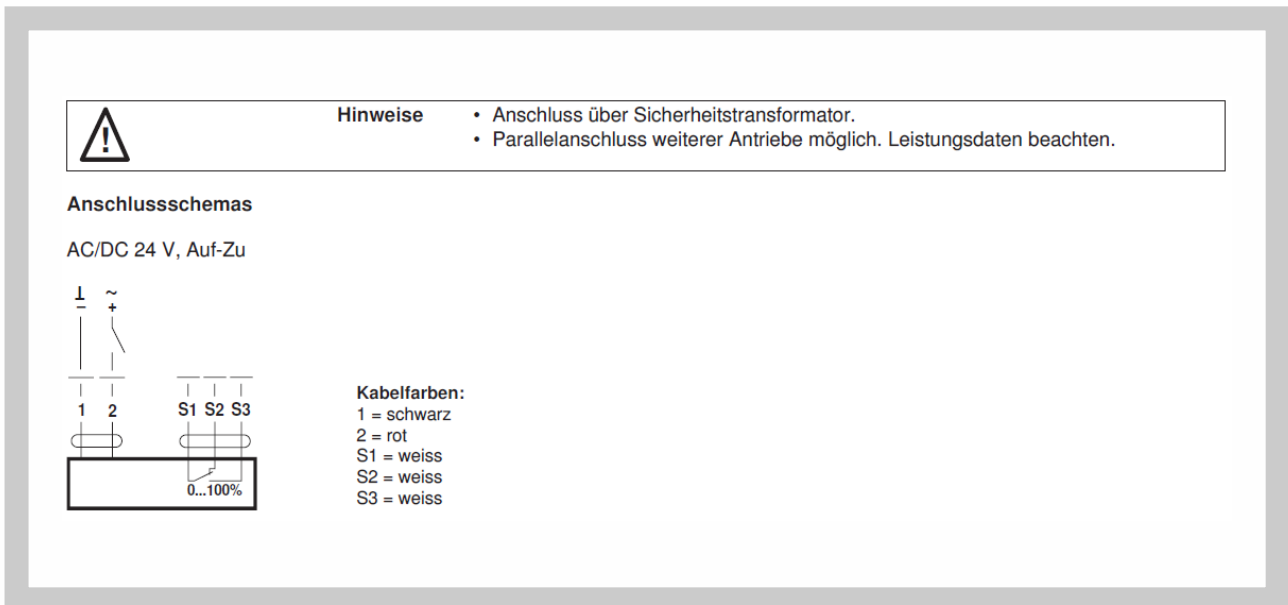 Hinweise
• Anschluss über Sicherheitstransformator.
• Parallelanschluss weiterer Antriebe möglich. Leistungsdaten beachten.
Anschlussschemas
AC/DC 24 V, Auf-Zu
⊥ ~
– +
1 2 S1 S2 S3
0...100%
Kabelfarben:
1 = schwarz
2 = rot
S1 = weiss
S2 = weiss
S3 = weiss